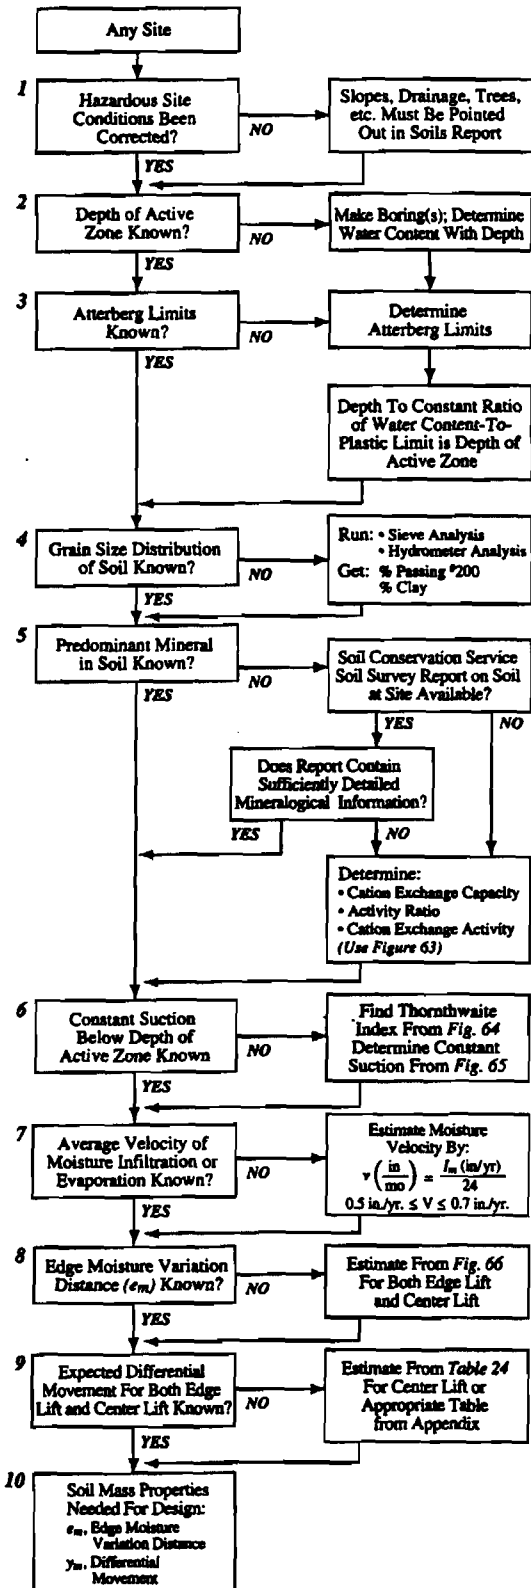 Any Site
1
Hazardous Site
Conditions Been
Corrected?
NO
Slopes, Drainage, Trees,
etc. Must Be Pointed
Out in Soils Report
YES
2
Depth of Active
Zone Known?
NO
Make Boring(s); Determine
Water Content With Depth
YES
3
Atterberg Limits
Known?
NO
Determine
Atterberg Limits
YES
Depth To Constant Ratio
of Water Content-To-
Plastic Limit is Depth of
Active Zone
4
Grain Size Distribution
of Soil Known?
NO
Run: • Sieve Analysis
• Hydrometer Analysis
Get: % Passing #200
% Clay
YES
5
Predominant Mineral
in Soil Known?
NO
Soil Conservation Service
Soil Survey Report on Soil
at Site Available?
YES
YES
NO
Does Report Contain
Sufficiently Detailed
Mineralogical Information?
YES
NO
Determine:
• Cation Exchange Capacity
• Activity Ratio
• Cation Exchange Activity
(Use Figure 63)
6
Constant Suction
Below Depth of
Active Zone Known
NO
Find Thornthwaite
Index From Fig. 64
Determine Constant
Suction From Fig. 65
YES
7
Average Velocity of
Moisture Infiltration or
Evaporation Known?
NO
Estimate Moisture
Velocity By:
v (in/mo) = Im (in/yr)/24
0.5 in./yr. ≤ V ≤ 0.7 in./yr.
YES
8
Edge Moisture Variation
Distance (em) Known?
NO
Estimate From Fig. 66
For Both Edge Lift
and Center Lift
YES
9
Expected Differential
Movement For Both Edge
Lift and Center Lift Known?
NO
Estimate From Table 24
For Center Lift or
Appropriate Table
from Appendix
YES
10
Soil Mass Properties
Needed For Design:
em, Edge Moisture
Variation Distance
ym, Differential
Movement